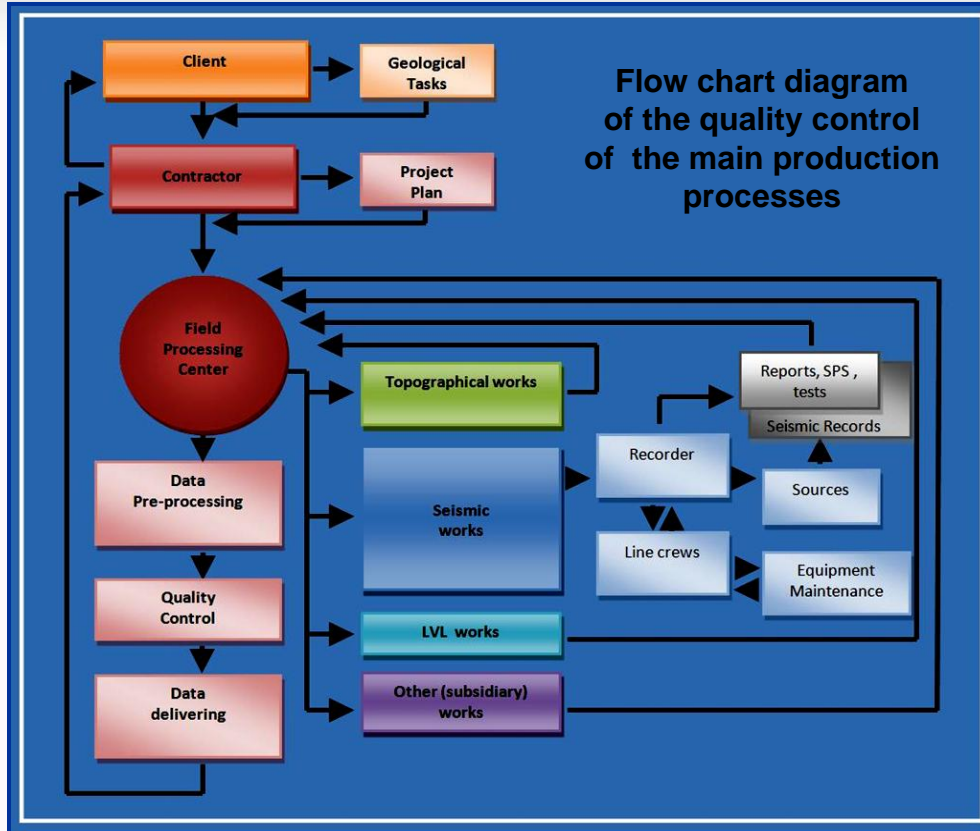 Flow chart diagram
of the quality control
of the main production
processes
Client
Geological
Tasks
Contractor
Project
Plan
Field
Processing
Center
Topographical works
Reports, SPS ,
tests
Seismic Records
Recorder
Sources
Seismic
works
Line crews
Equipment
Maintenance
LVL works
Other (subsidiary)
works
Data
Pre-processing
Quality
Control
Data
delivering